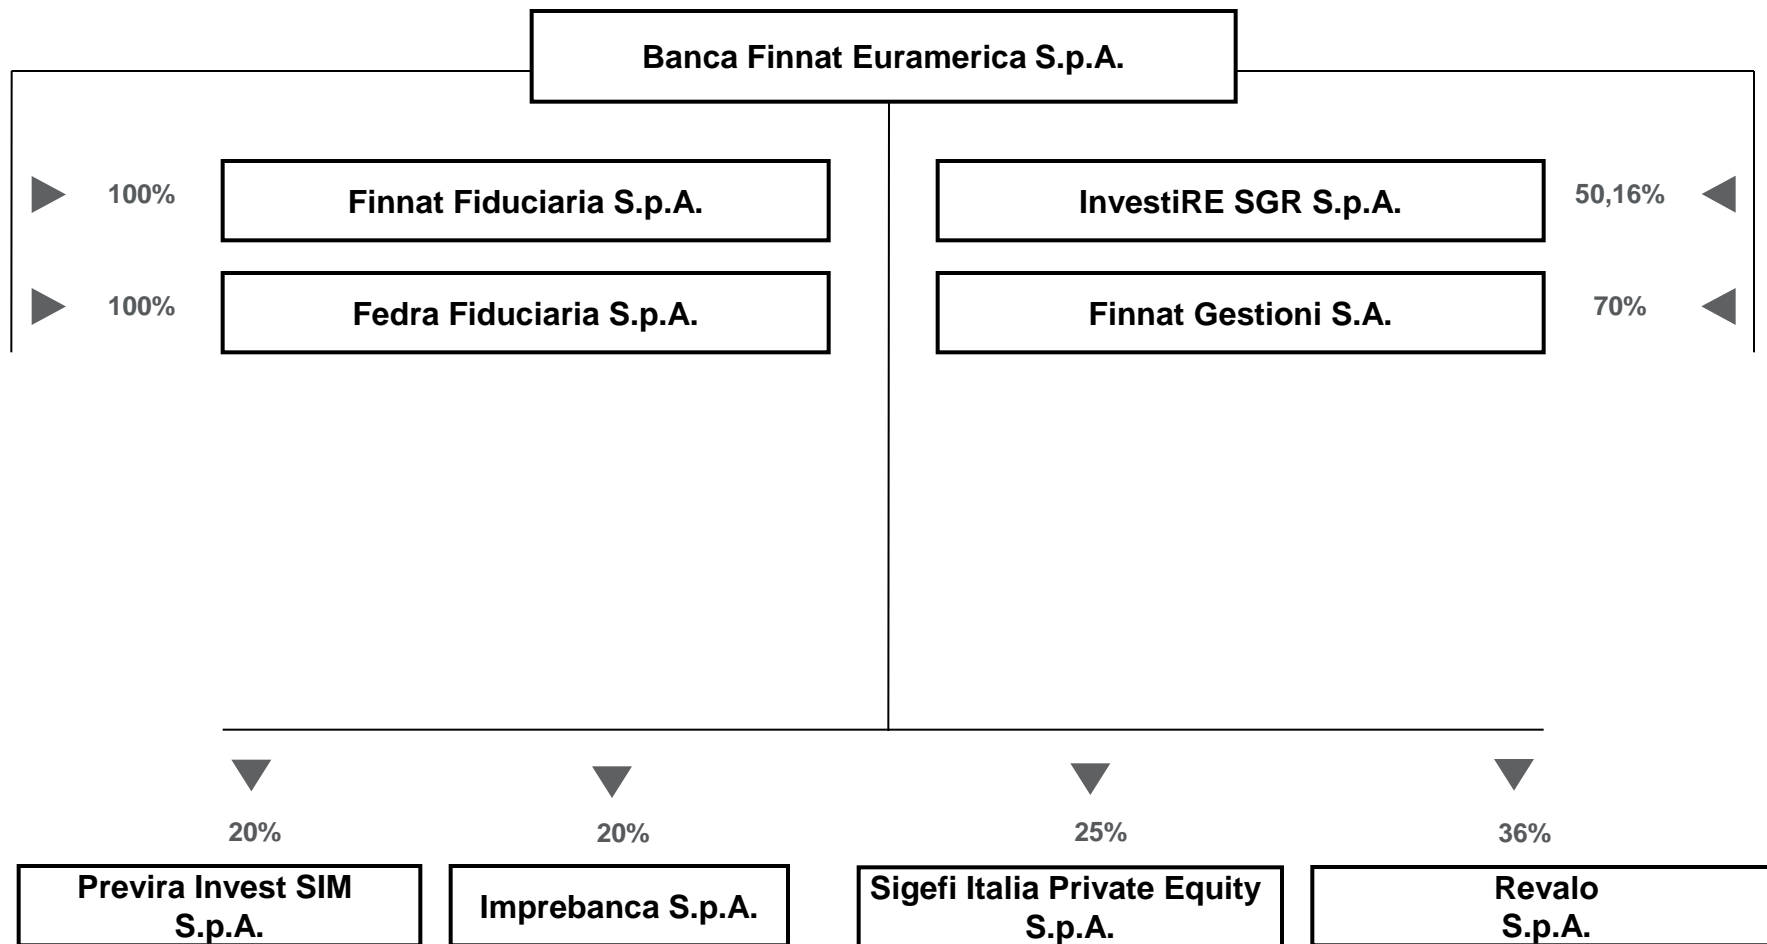 Banca Finnat Euramerica S.p.A.
100%
Finnat Fiduciaria S.p.A.
InvestiRE SGR S.p.A.
50,16%
100%
Fedra Fiduciaria S.p.A.
Finnat Gestioni S.A.
70%
20%
20%
25%
36%
Previra Invest SIM
S.p.A.
Imprebanca S.p.A.
Sigefi Italia Private Equity
S.p.A.
Revalo
S.p.A.